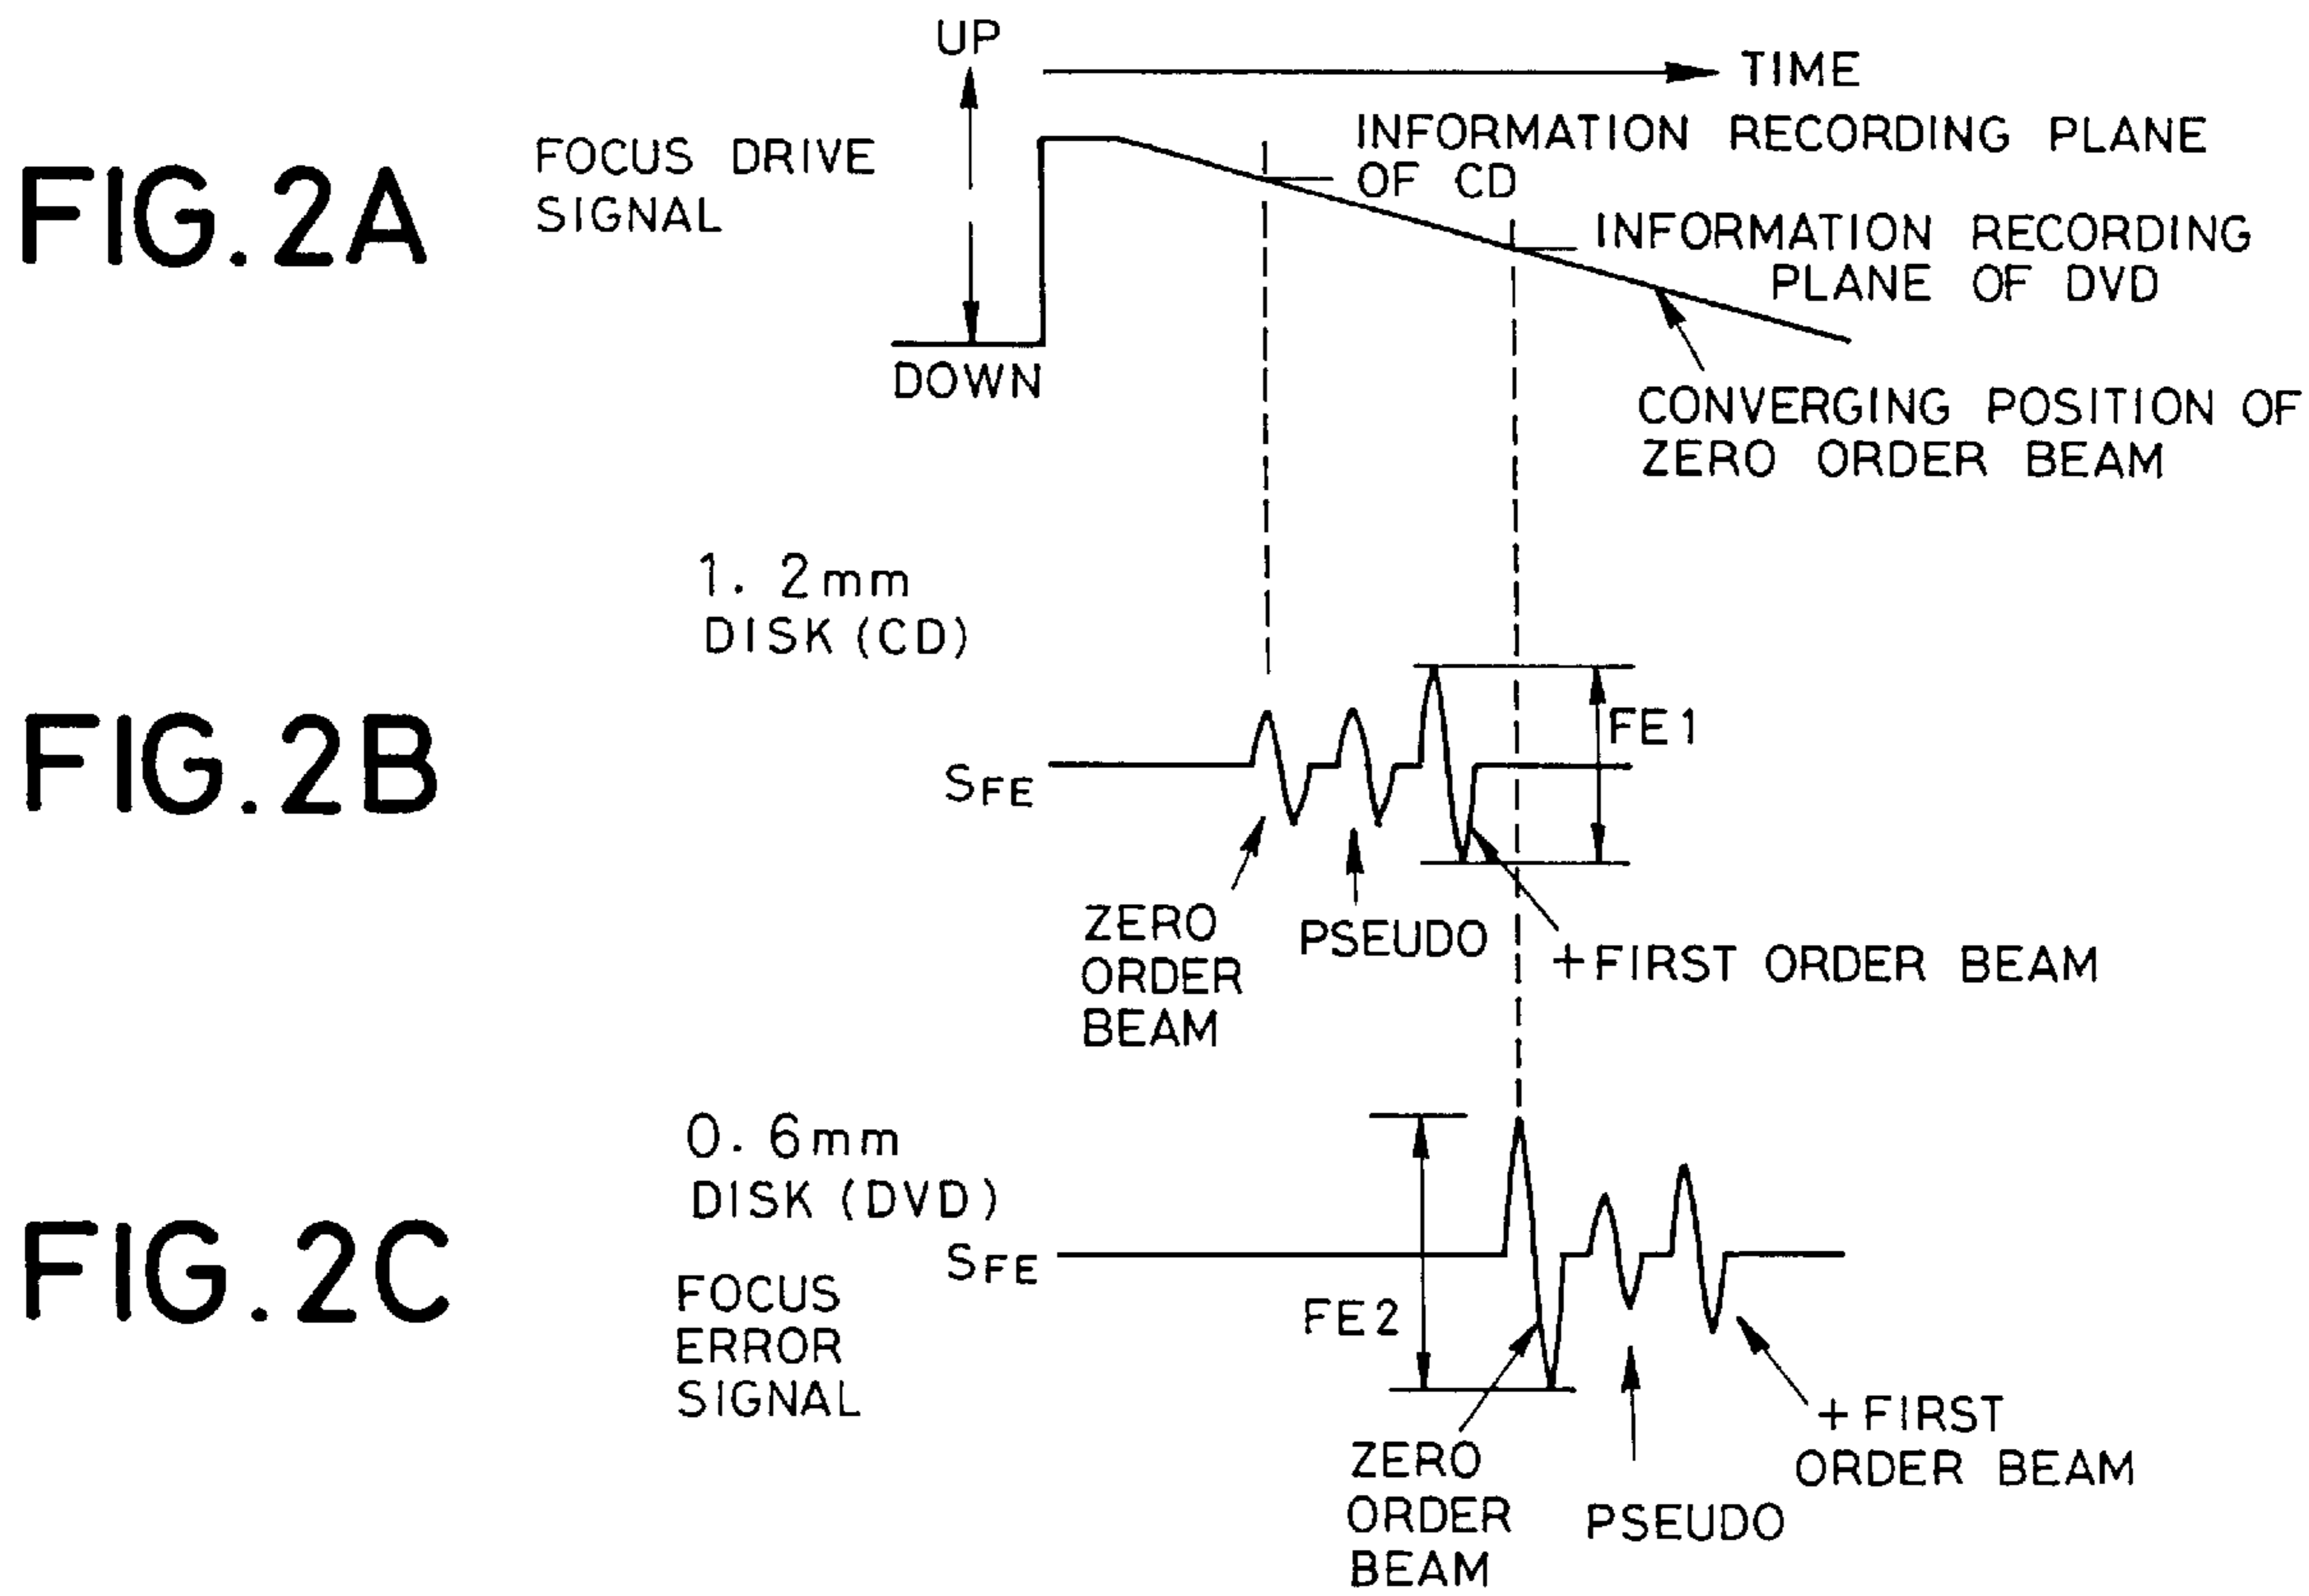 UP
TIME
FIG.2A
FOCUS DRIVE
SIGNAL
INFORMATION RECORDING PLANE
OF CD
INFORMATION RECORDING
PLANE OF DVD
DOWN
CONVERGING POSITION OF
ZERO ORDER BEAM
1.2mm
DISK (CD)
FIG.2B
SFE
FE1
ZERO
ORDER
BEAM
PSEUDO
+FIRST ORDER BEAM
0.6mm
DISK (DVD)
FIG.2C
SFE
FOCUS
ERROR
SIGNAL
FE2
ZERO
ORDER
BEAM
PSEUDO
+FIRST
ORDER BEAM